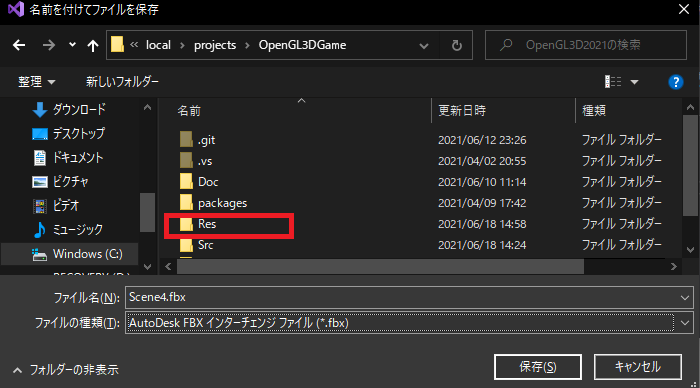 名前を付けてファイルを保存
« local › projects › OpenGL3DGame
OpenGL3D2021の検索
整理 新しいフォルダー
ダウンロード
デスクトップ
ドキュメント
ピクチャ
ビデオ
ミュージック
Windows (C:)
RECOVERY (D:)
名前 更新日時 種類
.git 2021/06/12 23:26 ファイル フォルダー
.vs 2021/04/02 20:55 ファイル フォルダー
Doc 2021/06/10 11:14 ファイル フォルダー
packages 2021/04/09 17:42 ファイル フォルダー
Res 2021/06/18 14:58 ファイル フォルダー
Src 2021/06/18 14:24 ファイル フォルダー
ファイル名(N): Scene4.fbx
ファイルの種類(T): AutoDesk FBX インターチェンジ ファイル (*.fbx)
フォルダーの非表示
保存(S) キャンセル